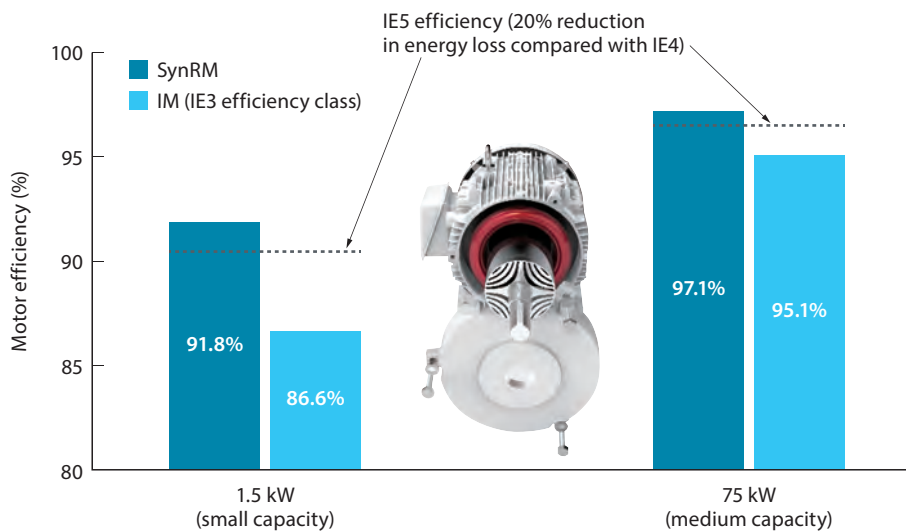 IE5 efficiency (20% reduction
in energy loss compared with IE4)
100
SynRM
IM (IE3 efficiency class)
95
Motor efficiency (%)
90
97.1%
95.1%
91.8%
85
86.6%
80
1.5 kW
75 kW
(small capacity)
(medium capacity)